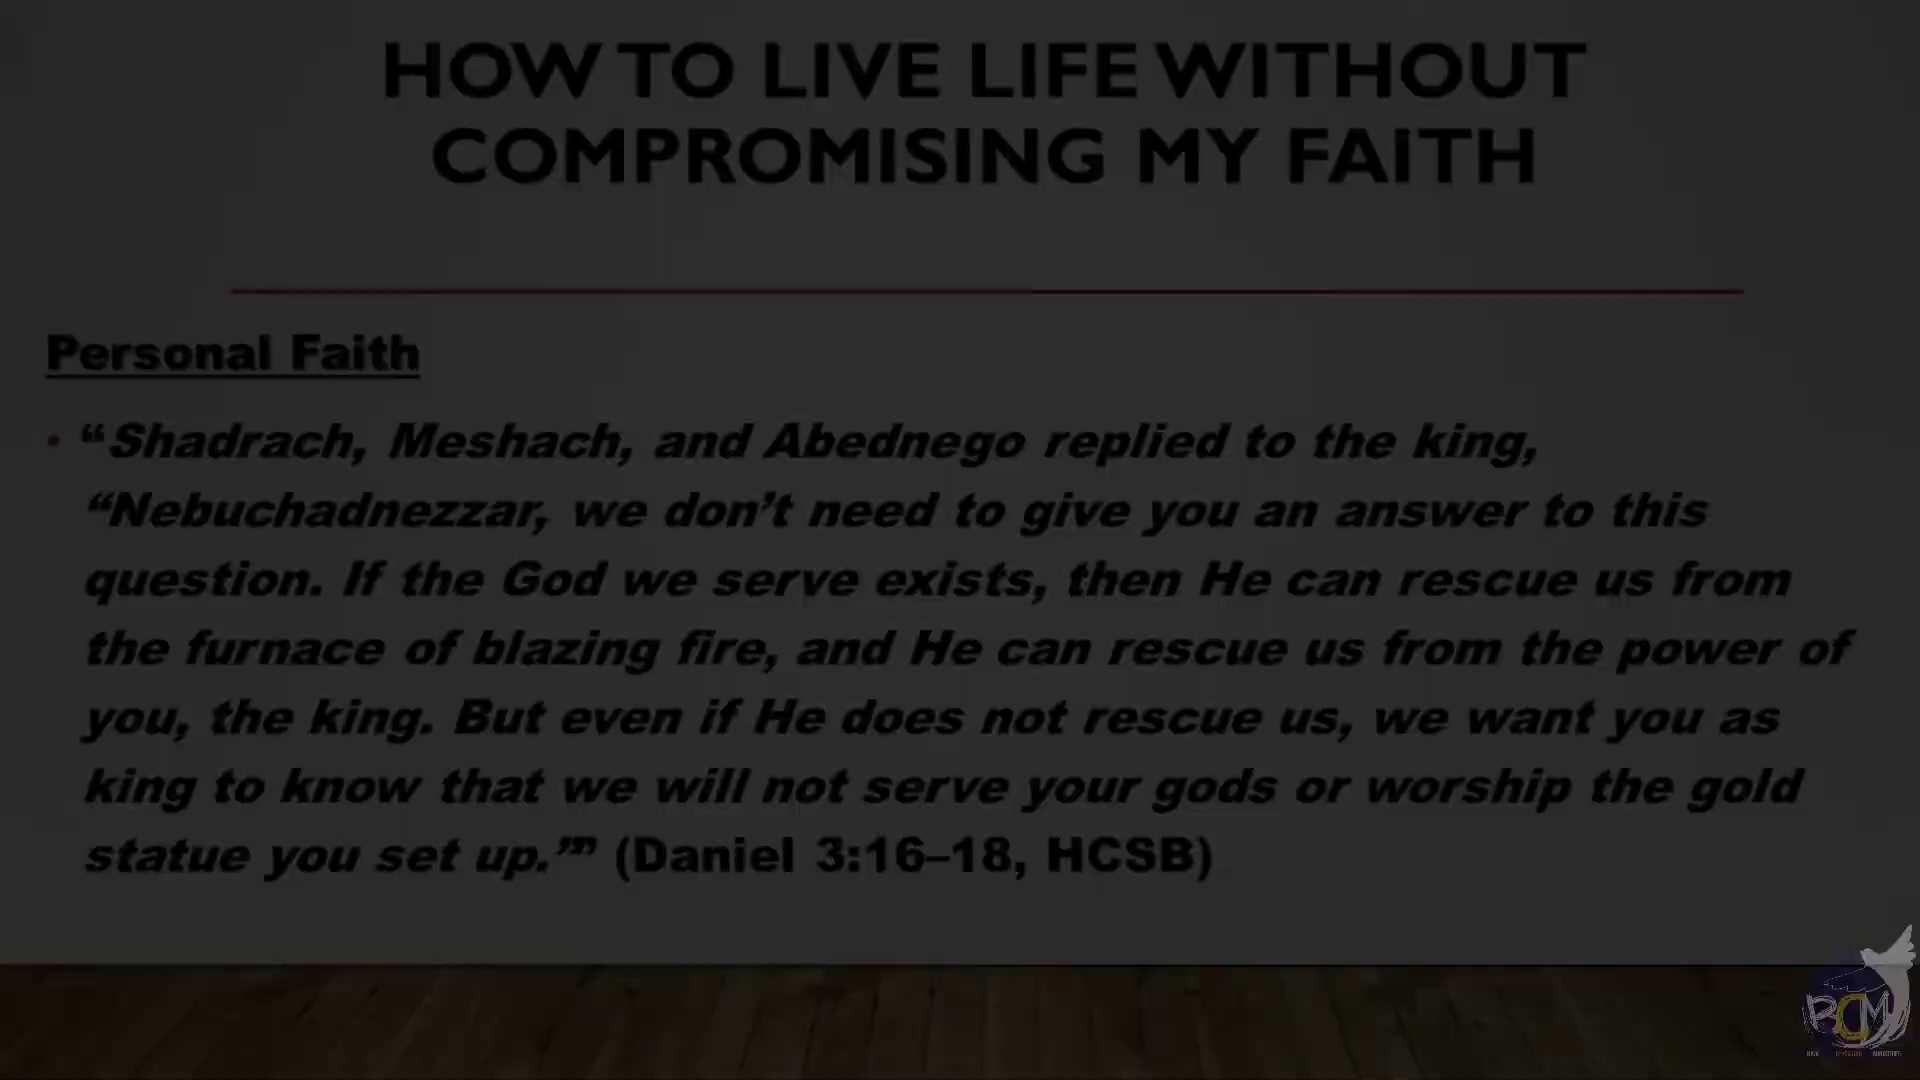 HOW TO LIVE LIFE WITHOUT
COMPROMISING MY FAITH
Personal Faith
• “Shadrach, Meshach, and Abednego replied to the king,
“Nebuchadnezzar, we don’t need to give you an answer to this
question. If the God we serve exists, then He can rescue us from
the furnace of blazing fire, and He can rescue us from the power of
you, the king. But even if He does not rescue us, we want you as
king to know that we will not serve your gods or worship the gold
statue you set up.”” (Daniel 3:16–18, HCSB)